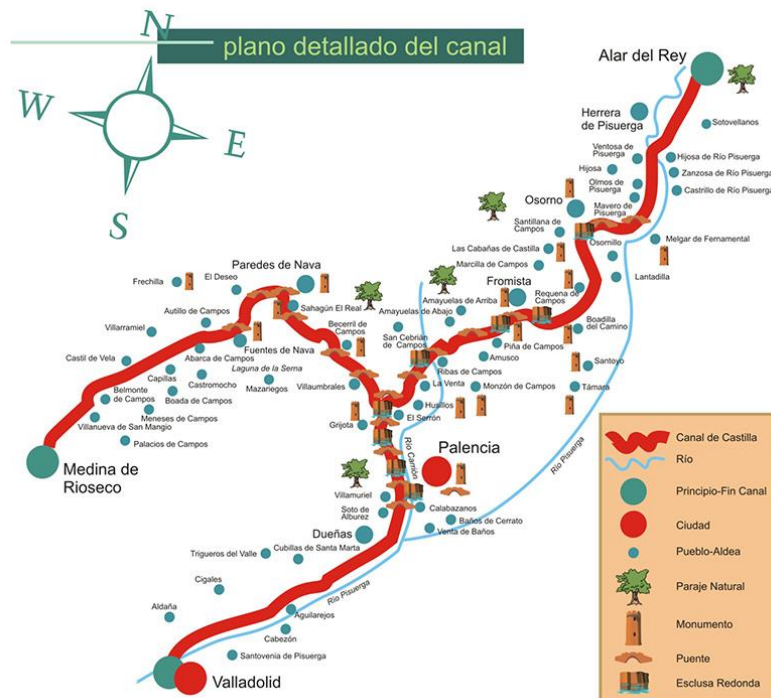 N
W
E
S
plano detallado del canal
Alar del Rey
Herrera
de Pisuerga
Sotovellanos
Ventosa de
Pisuerga
Hijosa
Hijosa de Río Pisuerga
Zanzosa de Río Pisuerga
Olmos de
Pisuerga
Castrillo de Río Pisuerga
Mavero de
Pisuerga
Osorno
Santillana de
Campos
Osornillo
Melgar de Fernamental
Las Cabañas de Castilla
Marcilla de Campos
Lantadilla
Fromista
Requena de
Campos
Paredes de Nava
El Deseo
Frechilla
Sahagún El Real
Amayuelas de Arriba
Amayuelas de Abajo
Autillo de Campos
Villarramiel
Becerril de
Campos
San Cebrián
de Campos
Piña de Campos
Boadilla
del Camino
Fuentes de Nava
Abarca de Campos
Amusco
Castil de Vela
Laguna de la Serna
Ribas de Campos
Santoyo
Capillas
Castromocho
Mazariegos
Villaumbrales
La Venta
Monzón de Campos
Támara
Belmonte
de Campos
Boada de Campos
Husillos
Meneses de Campos
Villanueva de San Mangio
Grijota
El Serrón
Palacios de Campos
Medina de
Rioseco
Río Carrión
Palencia
Río Pisuerga
Villamuriel
Soto de
Alburez
Calabazanos
Baños de Cerrato
Venta de Baños
Dueñas
Trigueros del Valle
Cubillas de Santa Marta
Cigales
Río Pisuerga
Aldaña
Aguilarejos
Cabezón
Santovenia de Pisuerga
Valladolid
Canal de Castilla
Río
Principio-Fin Canal
Ciudad
Pueblo-Aldea
Paraje Natural
Monumento
Puente
Esclusa Redonda